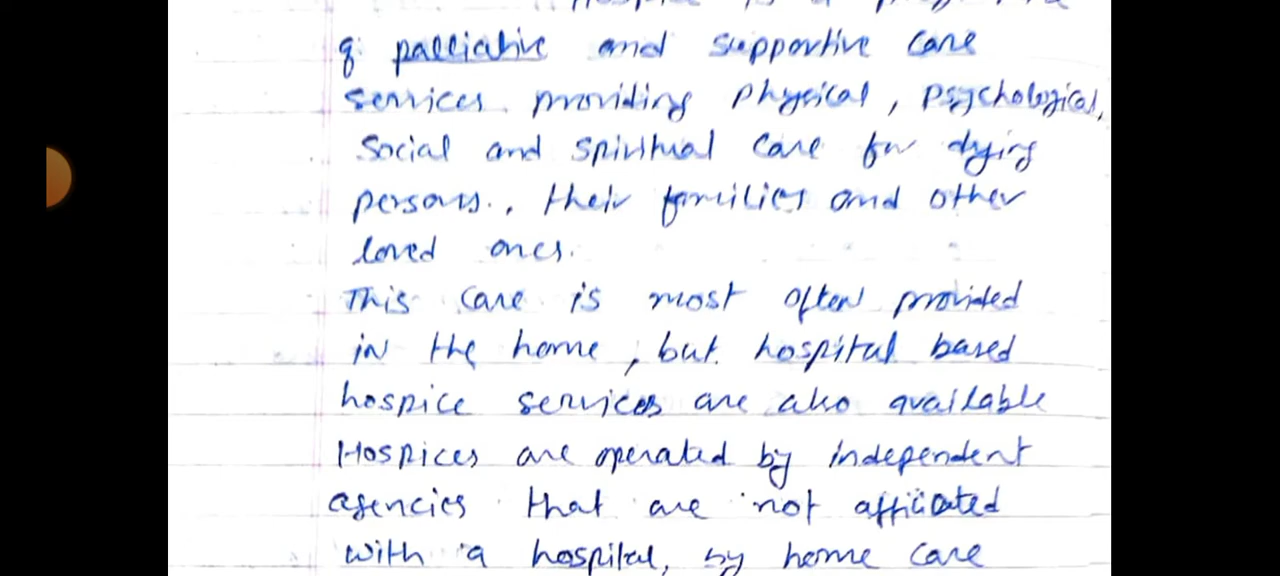 Hospice is a
of palliative and supportive care
services providing physical, psychological,
social and spiritual care for dying
persons., their families and other
loved ones.
This care is most often provided
in the home, but hospital based
hospice services are also available
Hospices are operated by independent
agencies that are not affiliated
with a hospital, by home care